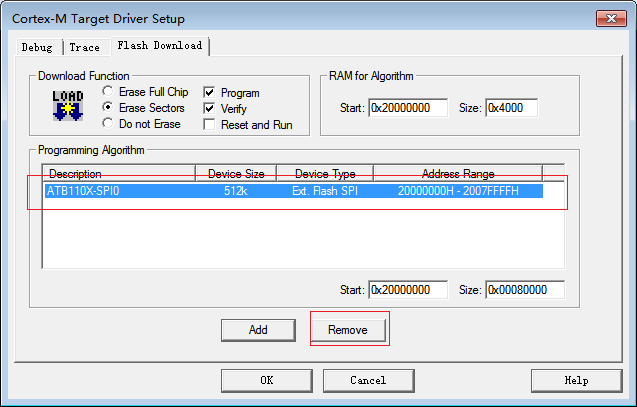 Cortex-M Target Driver Setup
Debug Trace Flash Download
Download Function
LOAD
Erase Full Chip
Erase Sectors
Do not Erase
Program
Verify
Reset and Run
RAM for Algorithm
Start: 0x20000000 Size: 0x4000
Programming Algorithm
Description Device Size Device Type Address Range
ATB110X-SPI0 512k Ext. Flash SPI 20000000H - 2007FFFFH
Start: 0x20000000 Size: 0x00080000
Add Remove
OK Cancel Help